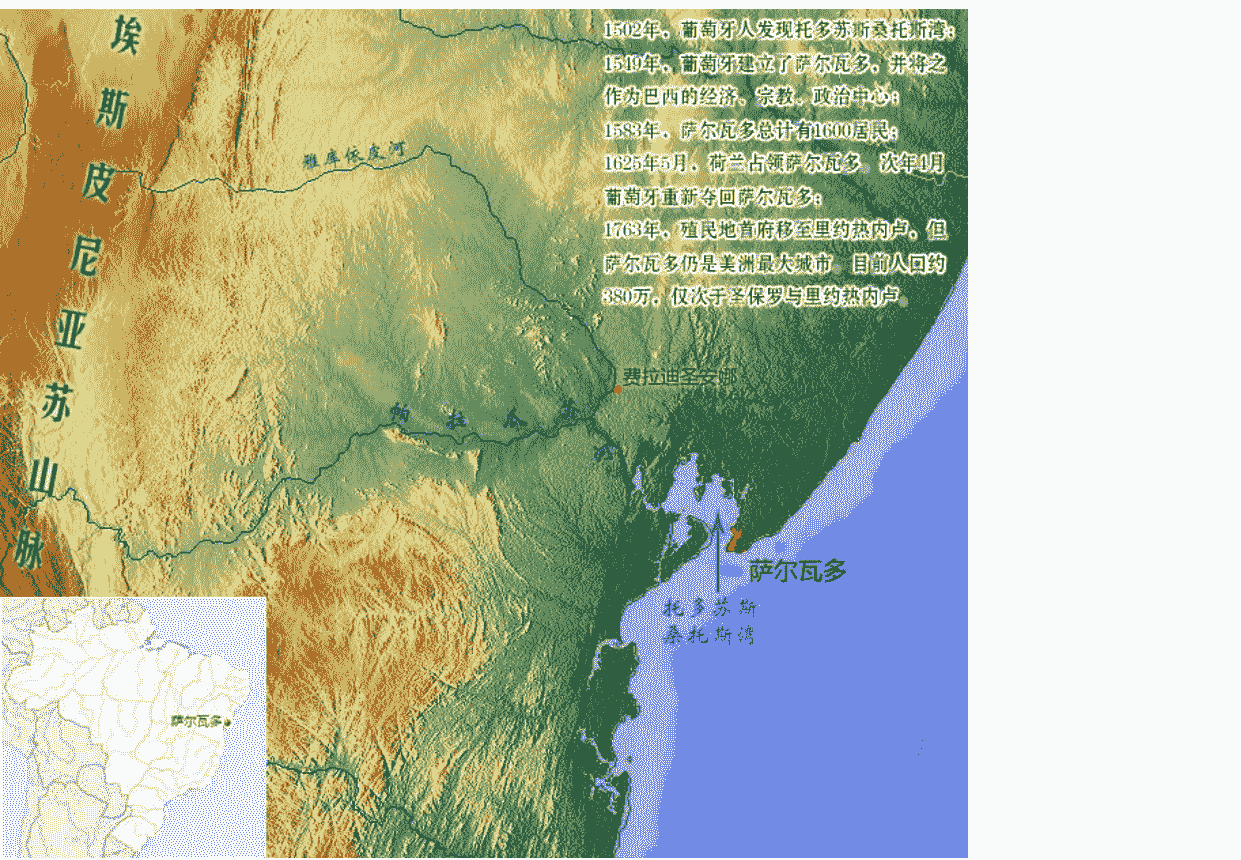 1502年，葡萄牙人发现托多苏斯桑托斯湾；
1549年，葡萄牙建立了萨尔瓦多，并将之
作为巴西的经济、宗教、政治中心；
1583年，萨尔瓦多总计有1600居民；
1625年5月，荷兰占领萨尔瓦多，次年4月
葡萄牙重新夺回萨尔瓦多；
1763年，殖民地首府移至里约热内卢，但
萨尔瓦多仍是美洲最大城市 目前人口约
380万，仅次于圣保罗与里约热内卢。
埃斯皮尼亚苏山脉
雅库依皮河
费拉迪圣安娜
帕拉瓜苏
萨尔瓦多
托多苏斯
桑托斯湾
萨尔瓦多